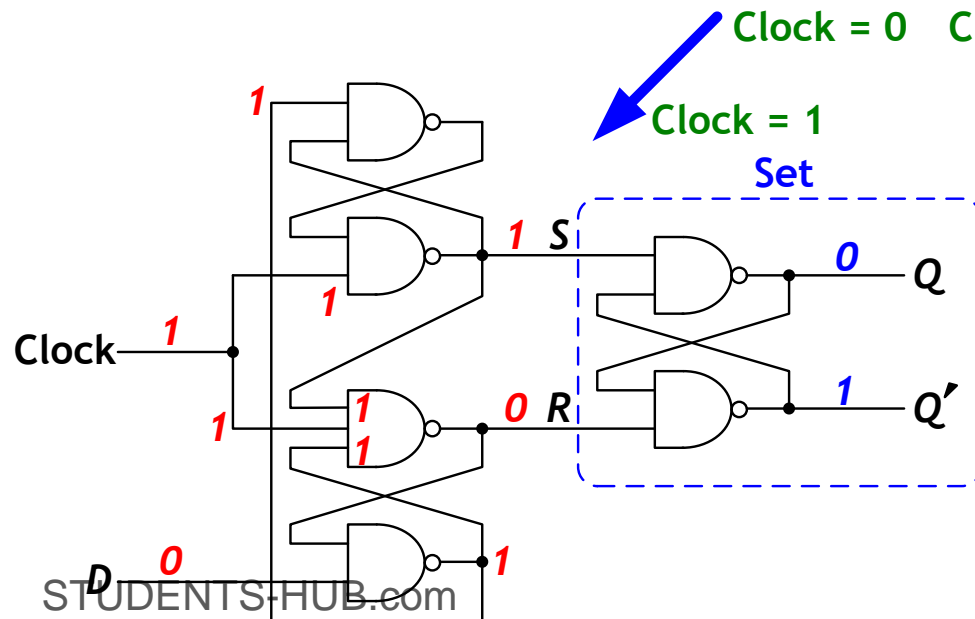 Clock = 0 C
1
Clock = 1
Set
1 S
0
Q
1
1
Clock
1
1
0 R
1
Q′
1
0
1
D
STUDENTS-HUB.com